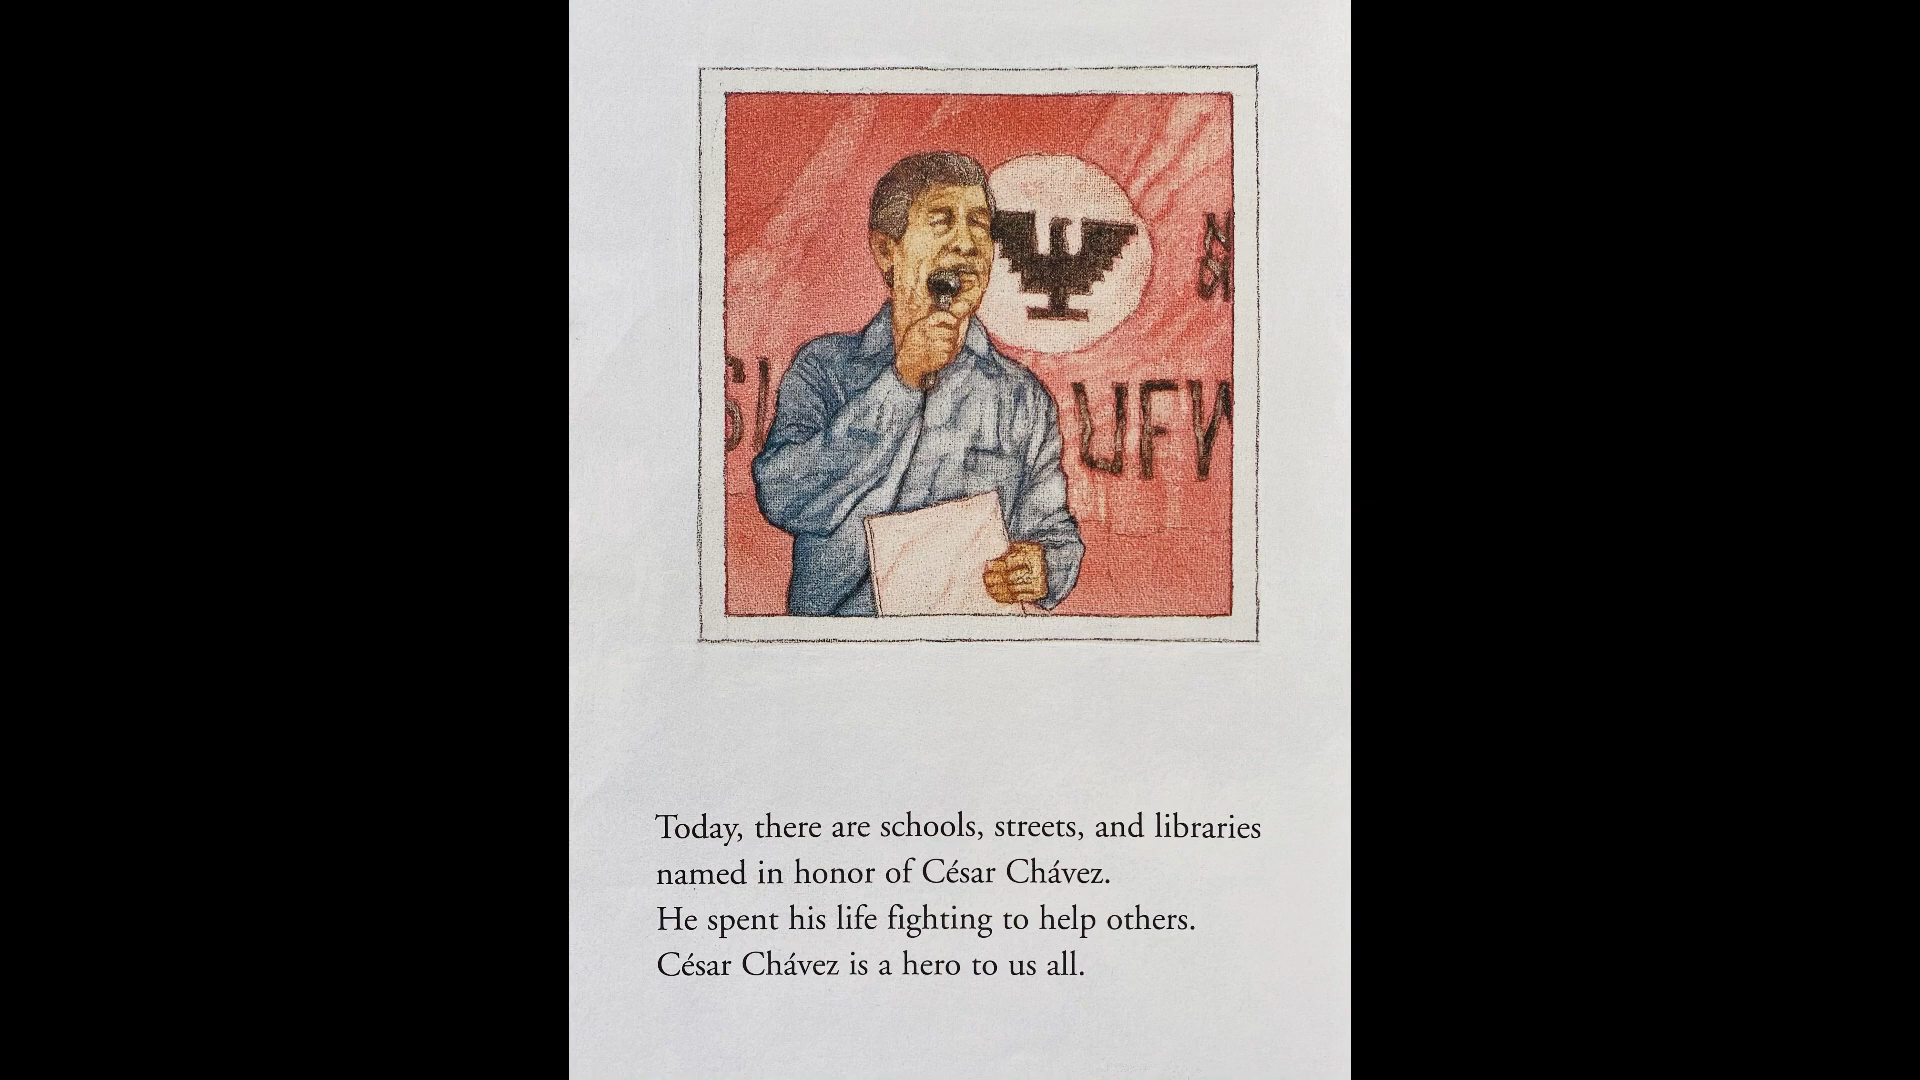 UFW
Today, there are schools, streets, and libraries
named in honor of César Chávez.
He spent his life fighting to help others.
César Chávez is a hero to us all.